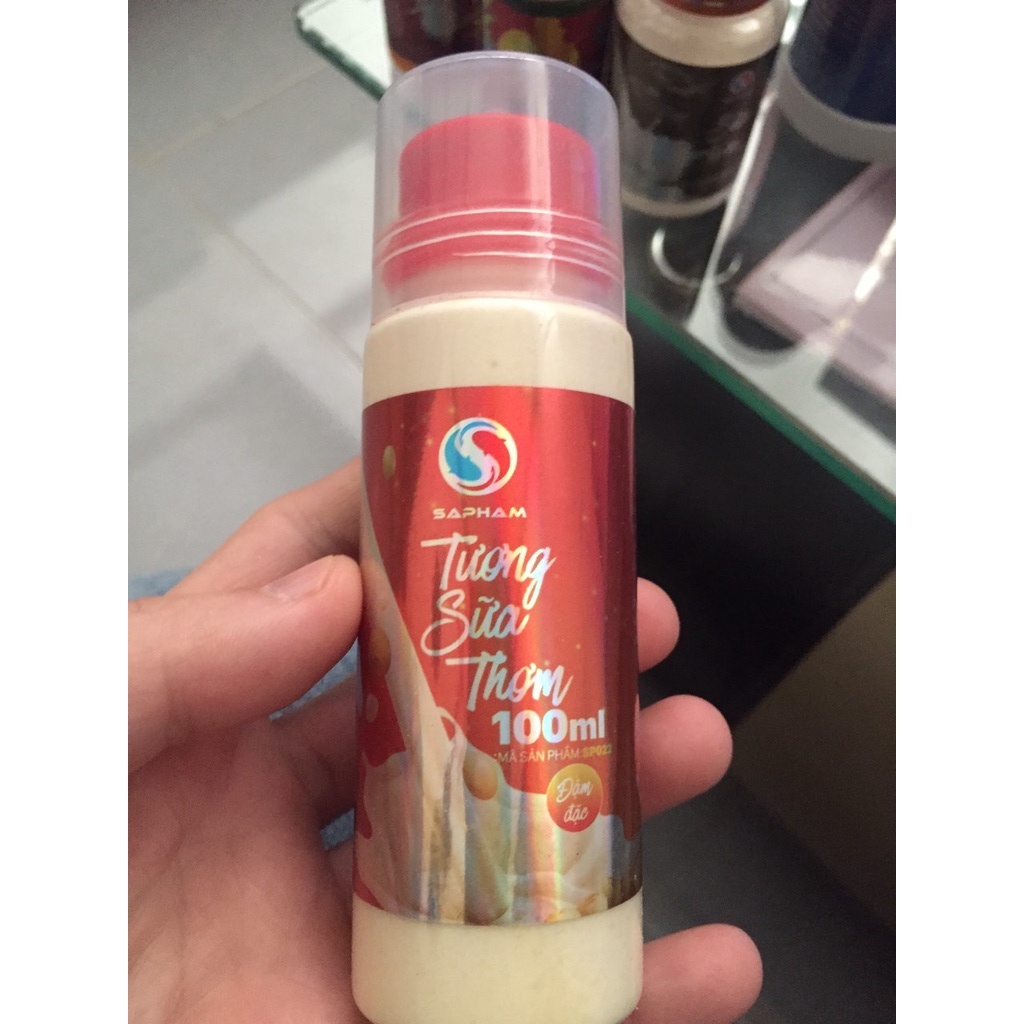 SAPHAM
Tương
Sữa
Thơm
100ml
MÃ SẢN PHẨM
Đậm
đặc